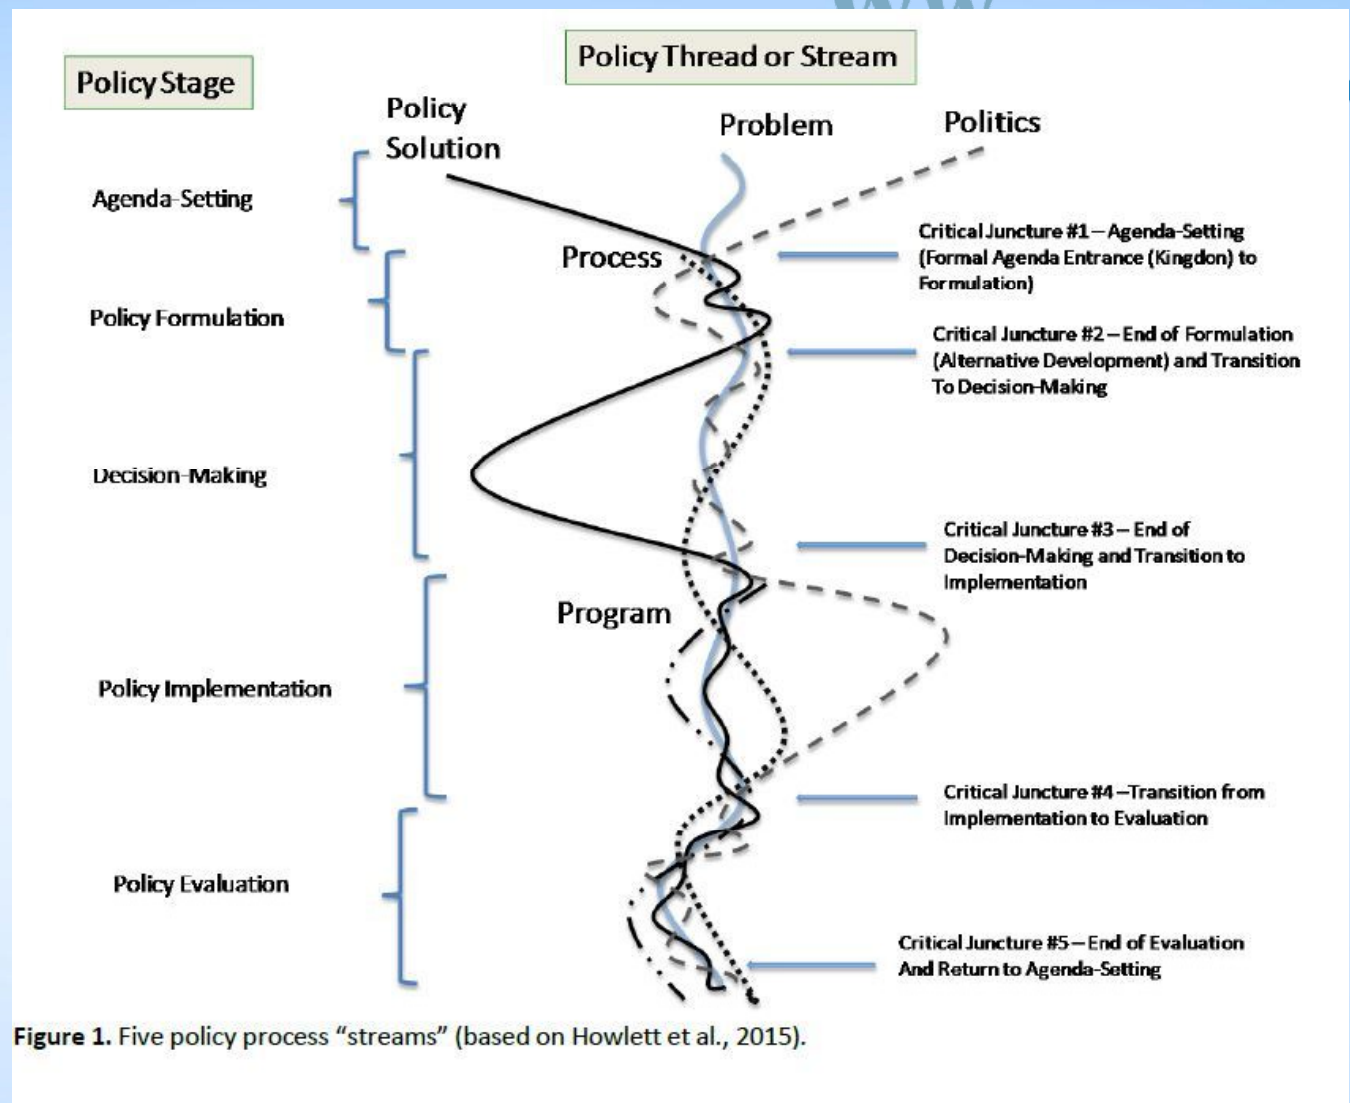 Policy Stage
Policy Thread or Stream
Policy
Solution
Problem
Politics
Agenda-Setting
Critical Juncture #1–Agenda-Setting
(Formal Agenda Entrance (Kingdon) to
Formulation)
Process
Policy Formulation
Critical Juncture #2–End of Formulation
(Alternative Development) and Transition
To Decision-Making
Decision-Making
Critical Juncture #3– End of
Decision-Making and Transition to
Implementation
Program
Policy Implementation
Critical Juncture #4–Transition from
Implementation to Evaluation
Policy Evaluation
Critical Juncture #5–End of Evaluation
And Return to Agenda-Setting
Figure 1. Five policy process “streams” (based on Howlett et al., 2015).